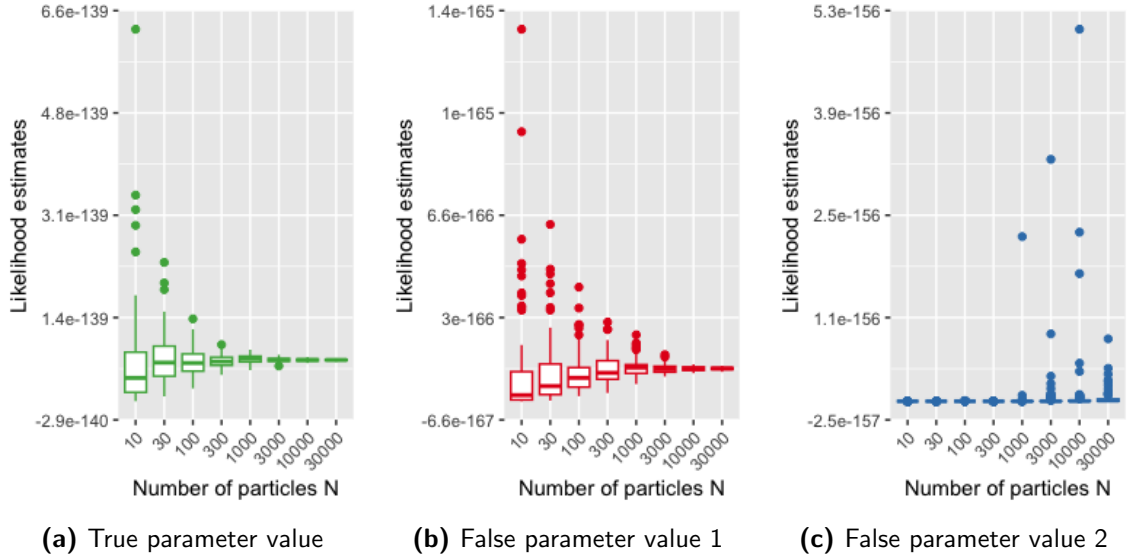 6.6e-139
4.8e-139
3.1e-139
1.4e-139
-2.9e-140
Likelihood estimates
10
30
100
300
1000
3000
10000
30000
Number of particles N
(a) True parameter value
1.4e-165
1e-165
6.6e-166
3e-166
-6.6e-167
Likelihood estimates
10
30
100
300
1000
3000
10000
30000
Number of particles N
(b) False parameter value 1
5.3e-156
3.9e-156
2.5e-156
1.1e-156
-2.5e-157
Likelihood estimates
10
30
100
300
1000
3000
10000
30000
Number of particles N
(c) False parameter value 2